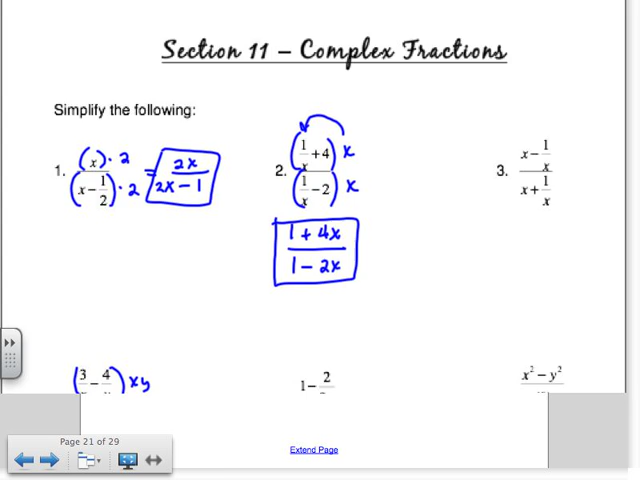 Section 11 – Complex Fractions
Simplify the following:
1. (x)·2 / (x – 1/2)·2 = 2x / 2x – 1
2. (1/x + 4) x / (1/x – 2) x
1 + 4x / 1 – 2x
3. x – 1/x / x + 1/x
(3 – 4) xy
1 – 2
x² – y²
Page 21 of 29
Extend Page